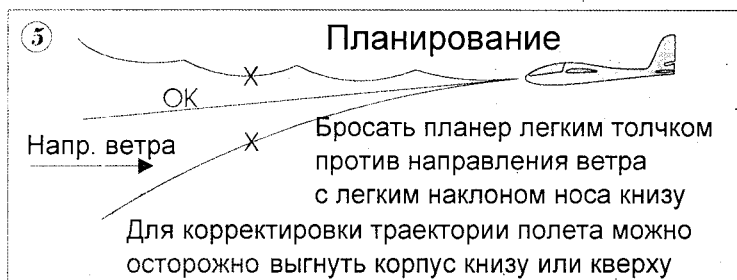 5
Планирование
X
OK
Напр. ветра
X
Бросать планер легким толчком
против направления ветра
с легким наклоном носа книзу
Для корректировки траектории полета можно
осторожно выгнуть корпус книзу или кверху